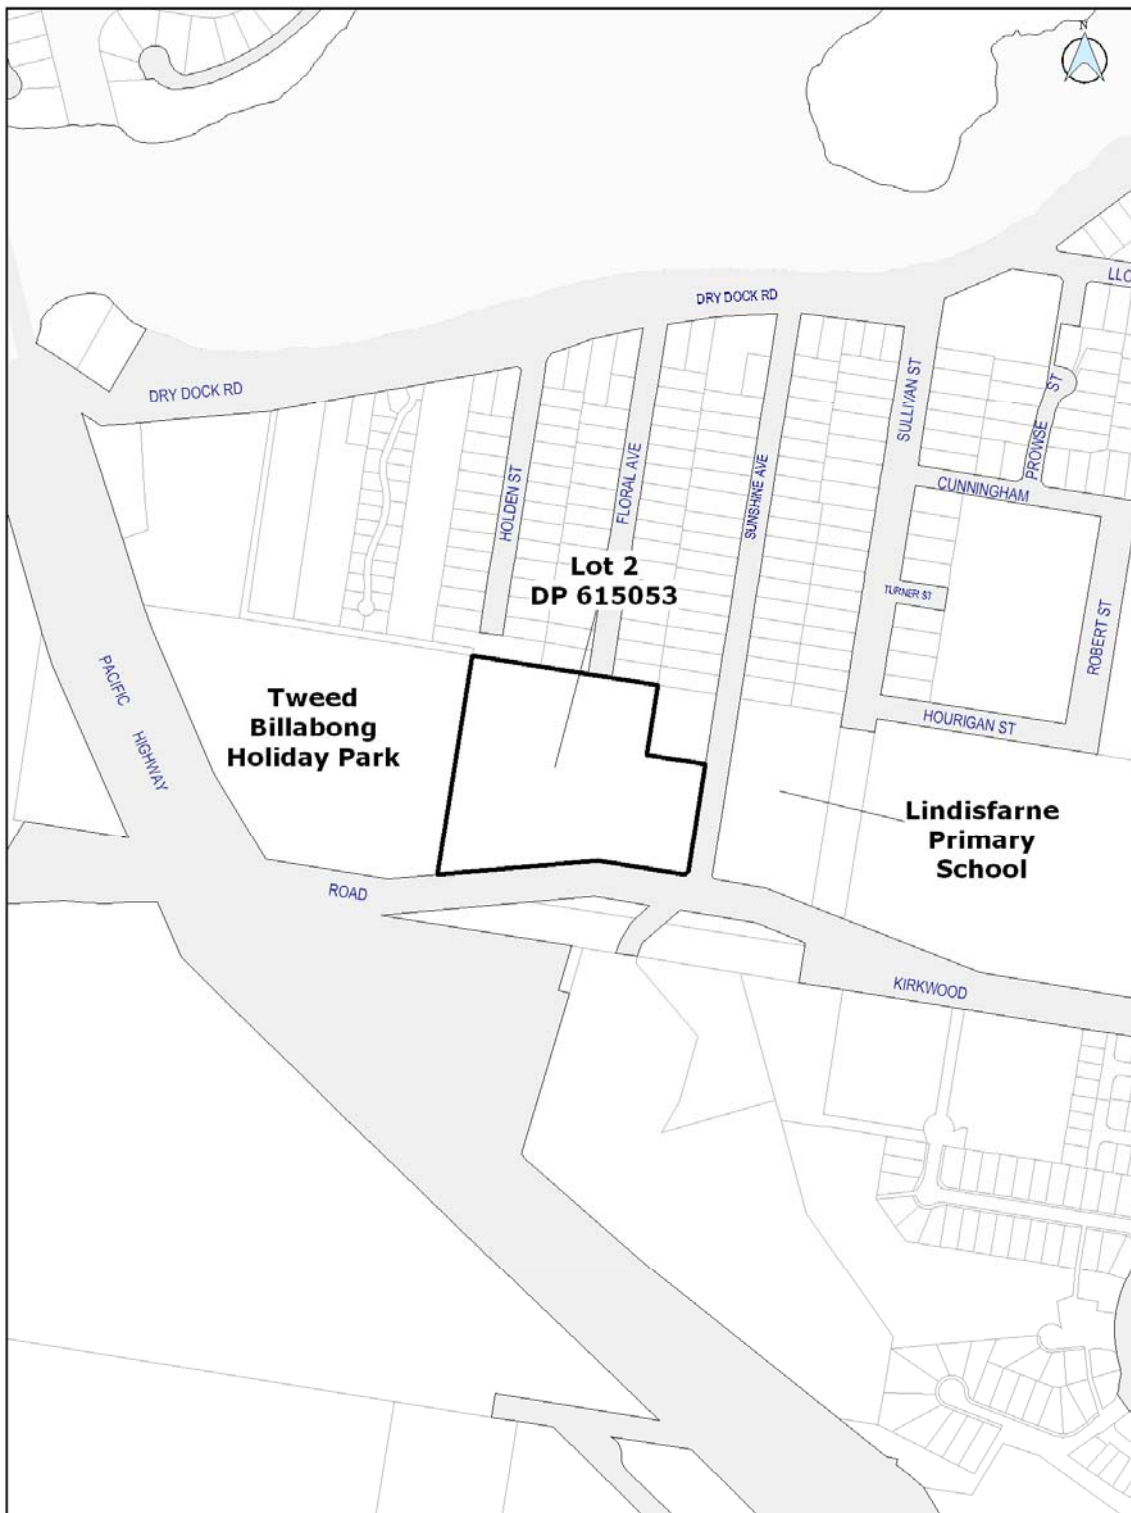 N
LLO
DRY DOCK RD
DRY DOCK RD
SULLIVAN ST
PROWSE ST
HOLDEN ST
FLORAL AVE
SUNSHINE AVE
CUNNINGHAM
Lot 2
DP 615053
TURNER ST
ROBERT ST
PACIFIC HIGHWAY
Tweed
Billabong
Holiday Park
HOURIGAN ST
Lindisfarne
Primary
School
ROAD
KIRKWOOD